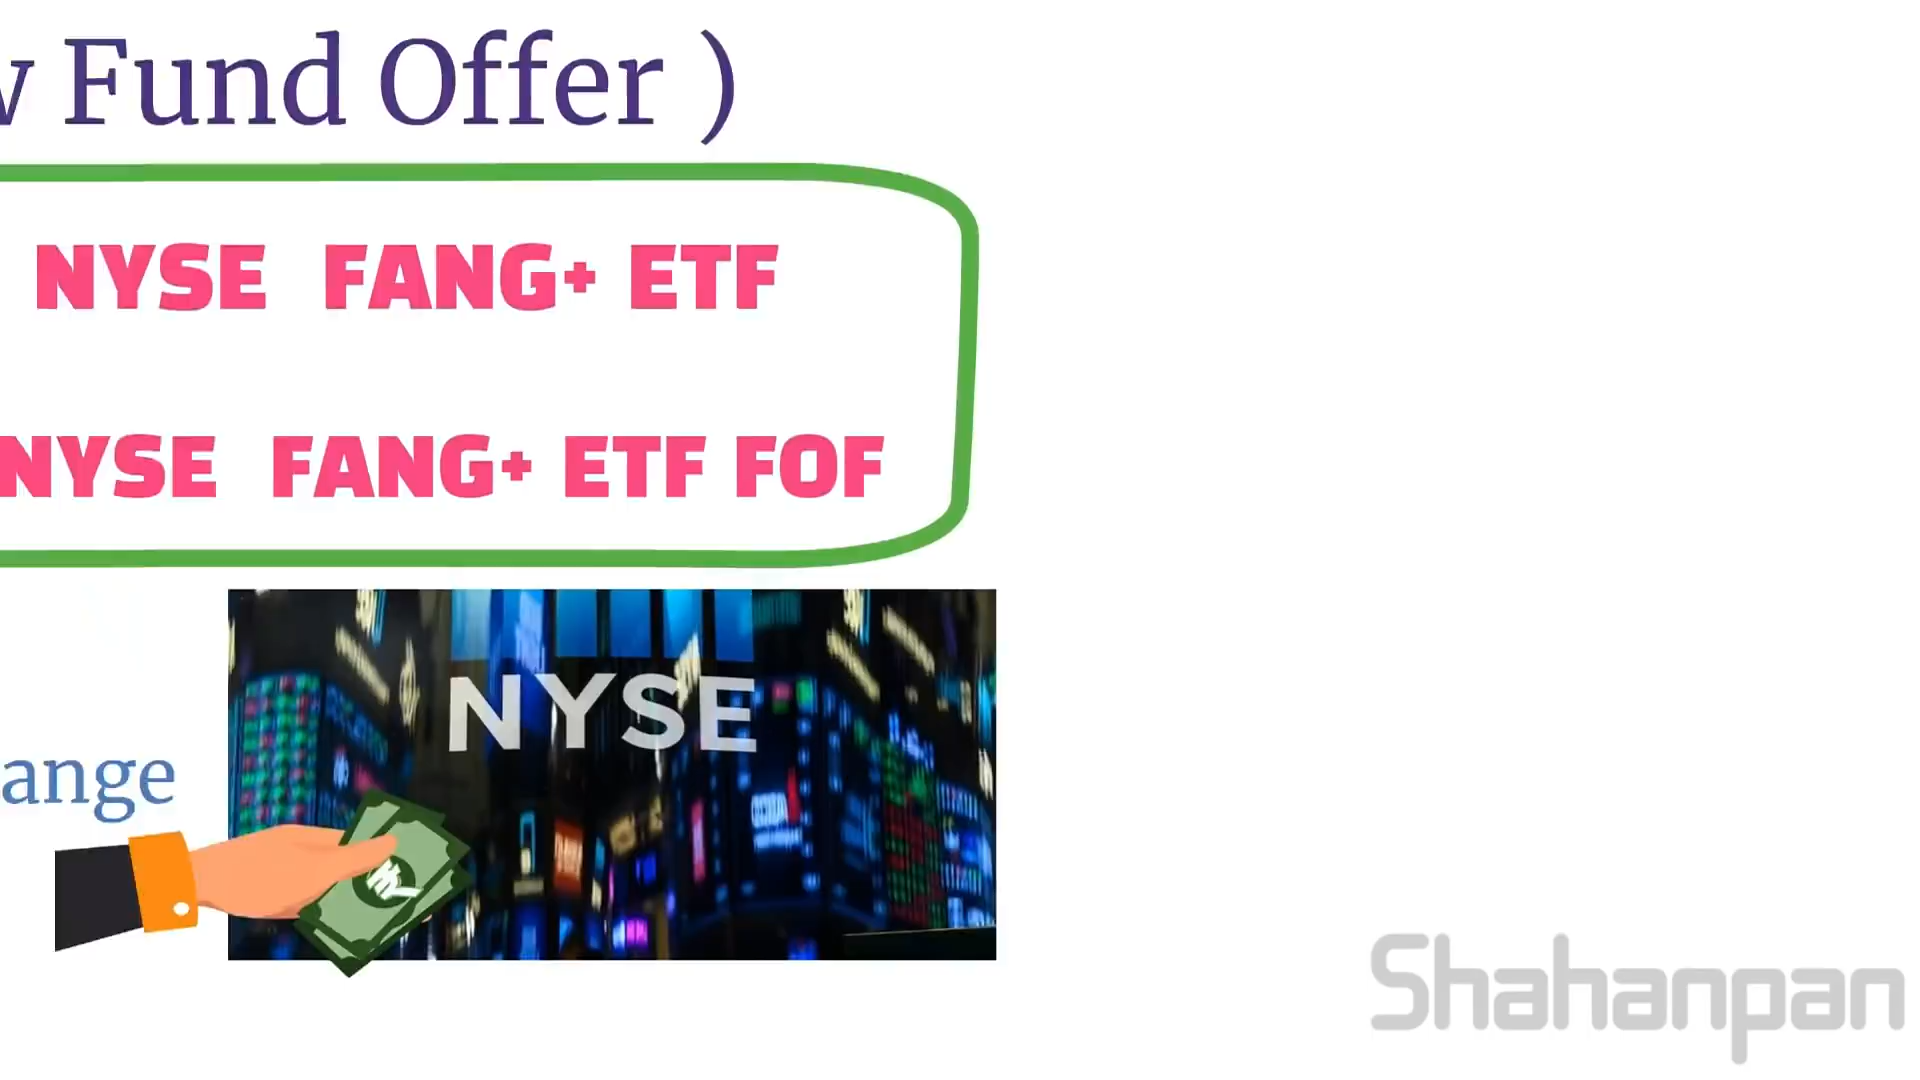 w Fund Offer )
NYSE FANG+ ETF
NYSE FANG+ ETF FOF
NYSE
ange
Shahanpan